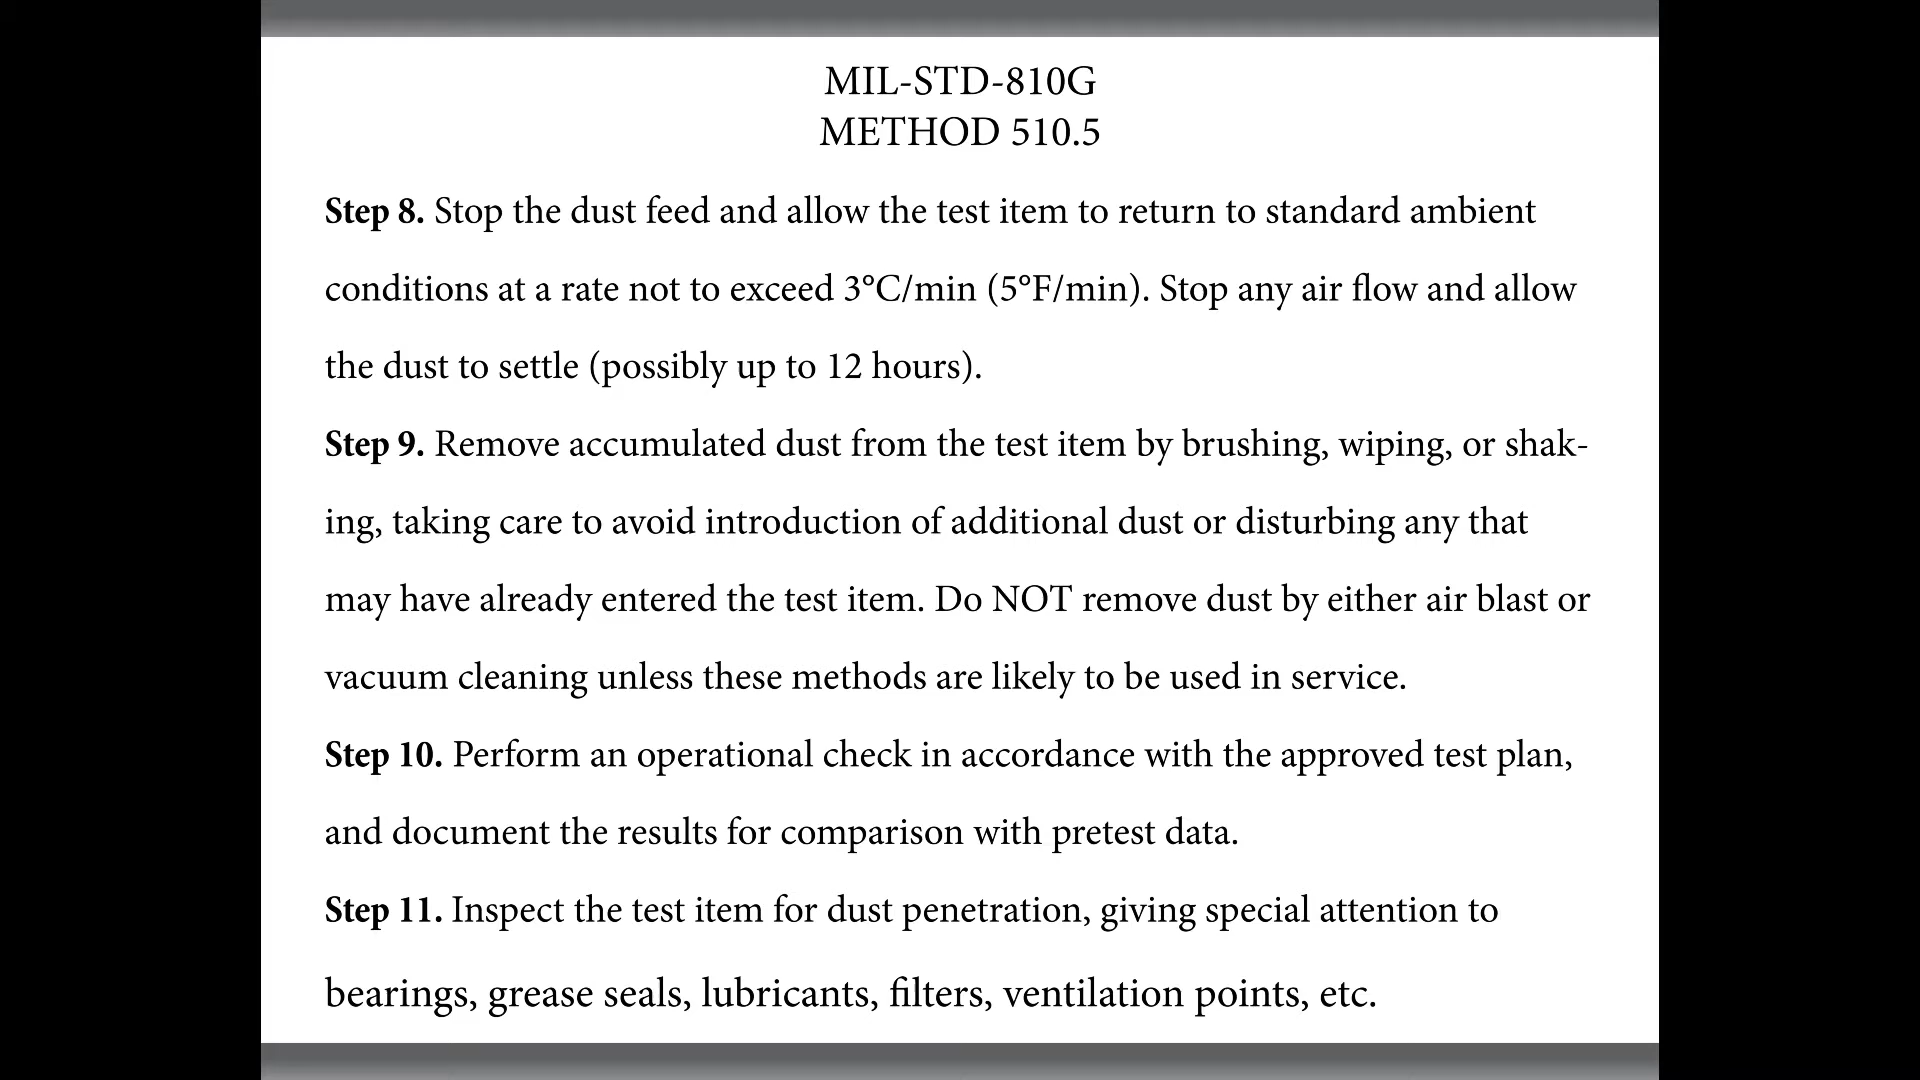 MIL-STD-810G
METHOD 510.5
Step 8. Stop the dust feed and allow the test item to return to standard ambient
conditions at a rate not to exceed 3°C/min (5°F/min). Stop any air flow and allow
the dust to settle (possibly up to 12 hours).
Step 9. Remove accumulated dust from the test item by brushing, wiping, or shak-
ing, taking care to avoid introduction of additional dust or disturbing any that
may have already entered the test item. Do NOT remove dust by either air blast or
vacuum cleaning unless these methods are likely to be used in service.
Step 10. Perform an operational check in accordance with the approved test plan,
and document the results for comparison with pretest data.
Step 11. Inspect the test item for dust penetration, giving special attention to
bearings, grease seals, lubricants, filters, ventilation points, etc.